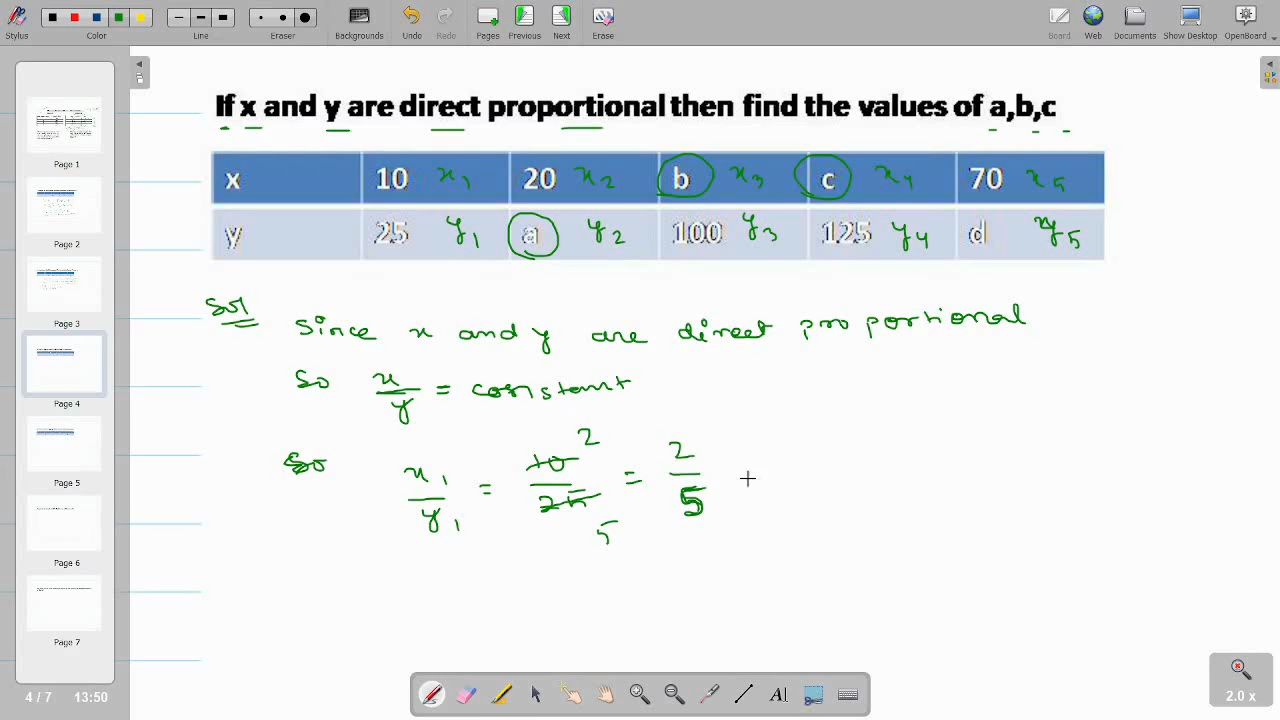 Stylus Color Line Eraser Backgrounds Undo Redo Pages Previous Next Erase Board Web Documents Show Desktop OpenBoard
If x and y are direct proportional then find the values of a,b,c
x 10 x₁ 20 x₂ b x₃ c x₄ 70 x₅
y 25 y₁ a y₂ 100 y₃ 125 y₄ d y₅
Sol
Since x and y are direct proportional
So x/y = constant
So x₁/y₁ = 10/25 2/5 = 2/5
Page 1
Page 2
Page 3
Page 4
Page 5
Page 6
Page 7
4 / 7 13:50
AI
2.0 x